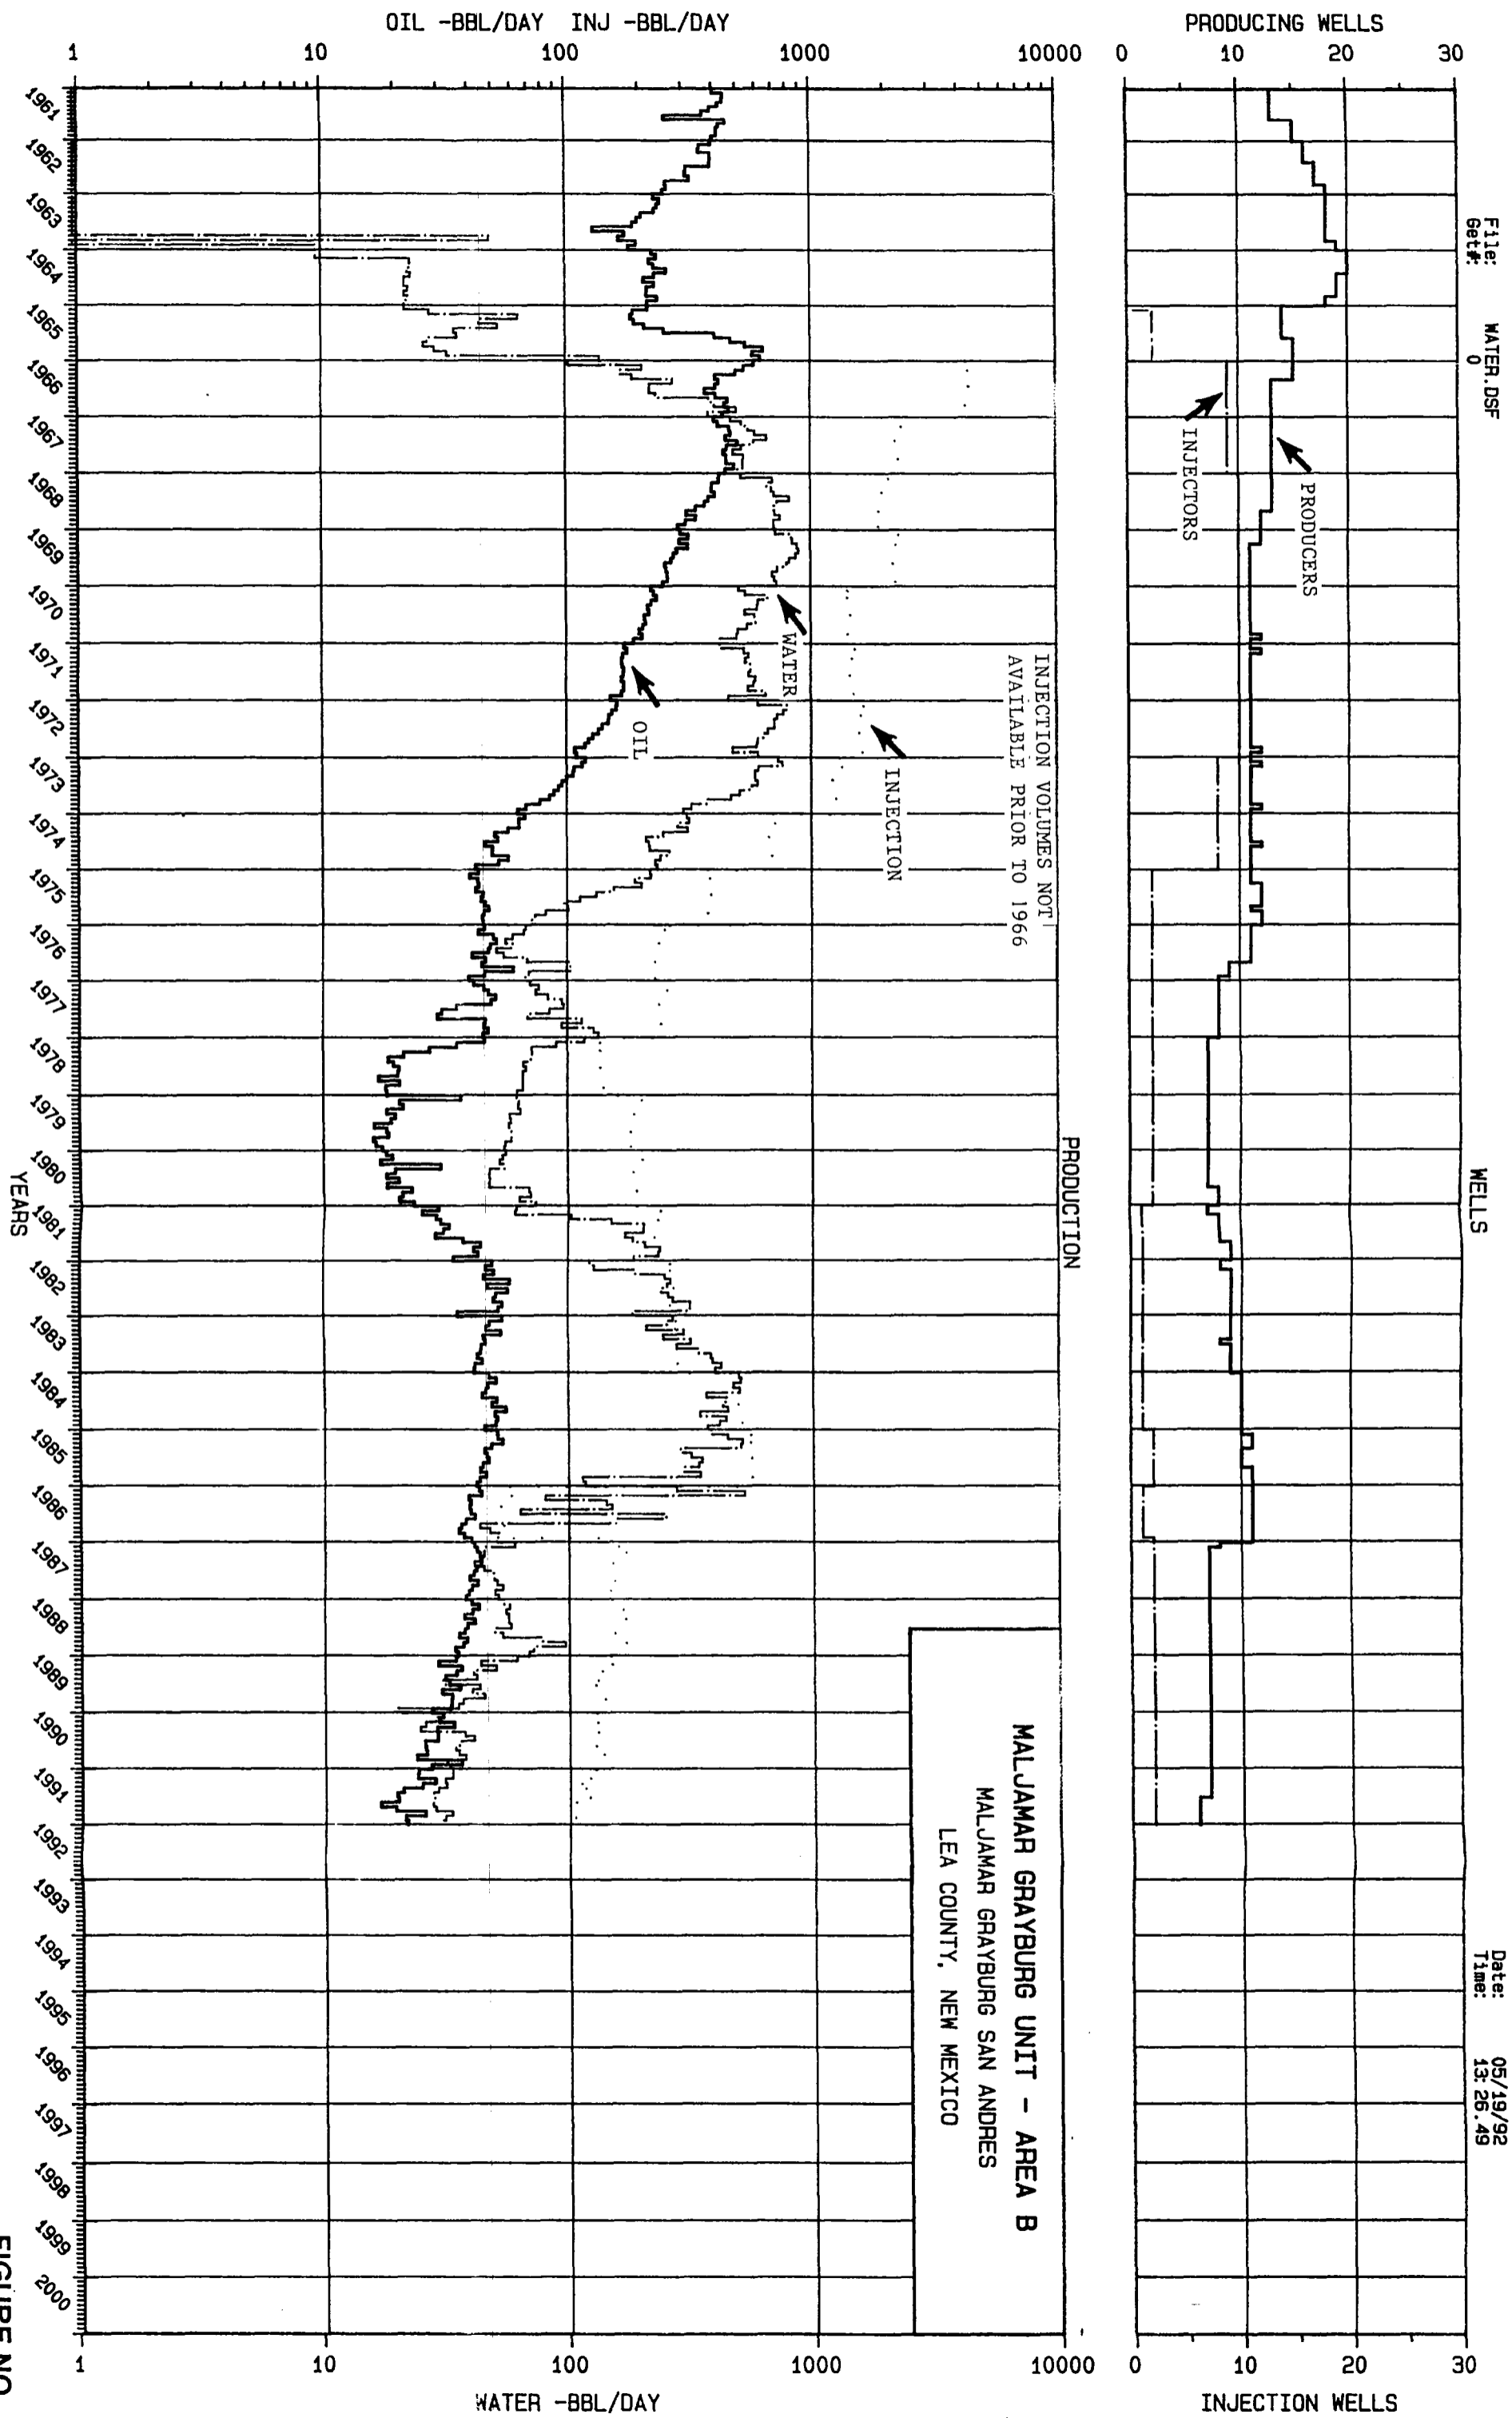 File: WATER.DSF
Get#: 0
WELLS
Date: 05/19/92
Time: 13:26.49
PRODUCING WELLS
0 10 20 30
INJECTORS
PRODUCERS
0 10 20 30
INJECTION WELLS
PRODUCTION
OIL -BBL/DAY INJ -BBL/DAY
1 10 100 1000 10000
INJECTION VOLUMES NOT
AVAILABLE PRIOR TO 1966
WATER
OIL
INJECTION
MALJAMAR GRAYBURG UNIT - AREA B
MALJAMAR GRAYBURG SAN ANDRES
LEA COUNTY, NEW MEXICO
1 10 100 1000 10000
WATER -BBL/DAY
1961 1962 1963 1964 1965 1966 1967 1968 1969 1970 1971 1972 1973 1974 1975 1976 1977 1978 1979 1980 1981 1982 1983 1984 1985 1986 1987 1988 1989 1990 1991 1992 1993 1994 1995 1996 1997 1998 1999 2000
YEARS
FIGURE NO